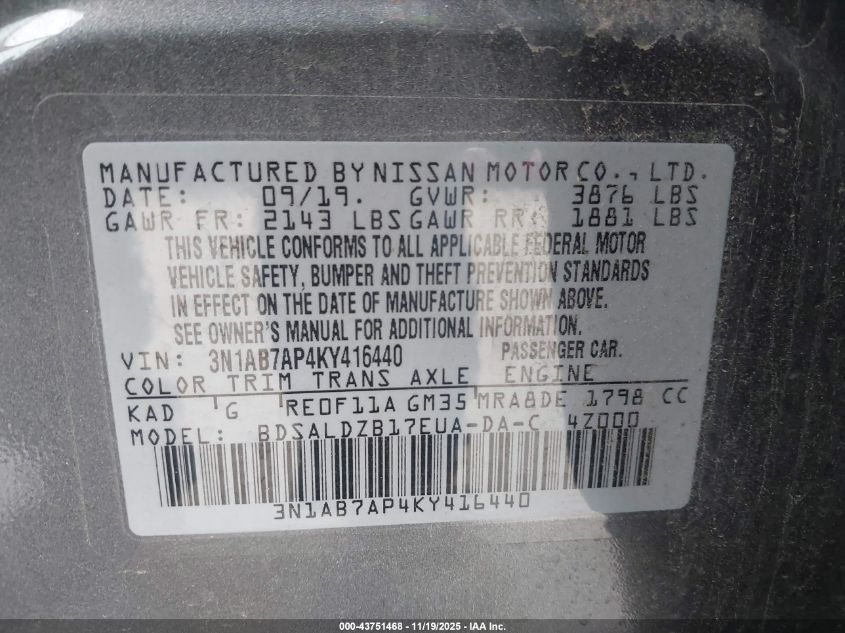 MANUFACTURED BY NISSAN MOTOR CO., LTD.
DATE: 09/19. GVWR: 3876 LBS
GAWR FR: 2143 LBS GAWR RR: 1881 LBS
THIS VEHICLE CONFORMS TO ALL APPLICABLE FEDERAL MOTOR
VEHICLE SAFETY, BUMPER AND THEFT PREVENTION STANDARDS
IN EFFECT ON THE DATE OF MANUFACTURE SHOWN ABOVE.
SEE OWNER'S MANUAL FOR ADDITIONAL INFORMATION.
VIN: 3N1AB7AP4KY416440 PASSENGER CAR.
COLOR TRIM TRANS AXLE ENGINE
KAD G RE0F11A GM35 MRA8DE 1798 CC
MODEL: BDSALDZB17EUA-DA-C 4Z000
3N1AB7AP4KY416440
000-43751468 - 11/19/2025 - IAA Inc.